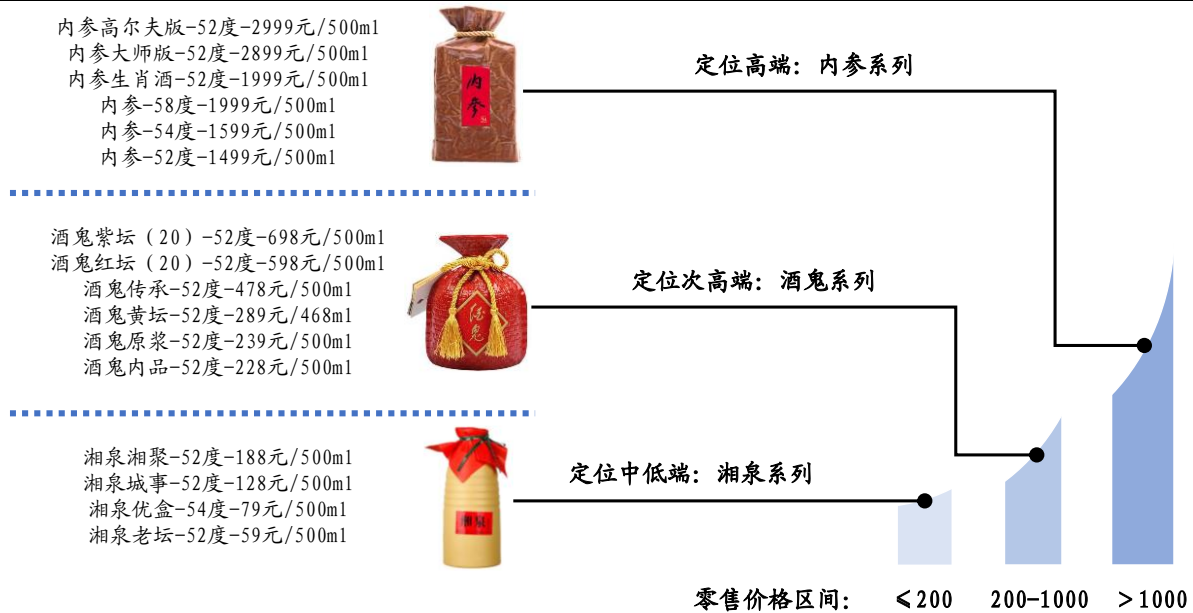 内参高尔夫版-52度-2999元/500ml
内参大师版-52度-2899元/500ml
内参生肖酒-52度-1999元/500ml
内参-58度-1999元/500ml
内参-54度-1599元/500ml
内参-52度-1499元/500ml
内参
定位高端：内参系列
酒鬼紫坛（20）-52度-698元/500ml
酒鬼红坛（20）-52度-598元/500ml
酒鬼传承-52度-478元/500ml
酒鬼黄坛-52度-289元/468ml
酒鬼原浆-52度-239元/500ml
酒鬼内品-52度-228元/500ml
酒鬼
定位次高端：酒鬼系列
湘泉湘聚-52度-188元/500ml
湘泉城事-52度-128元/500ml
湘泉优盒-54度-79元/500ml
湘泉老坛-52度-59元/500ml
湘泉
定位中低端：湘泉系列
零售价格区间： ≤200 200-1000 >1000